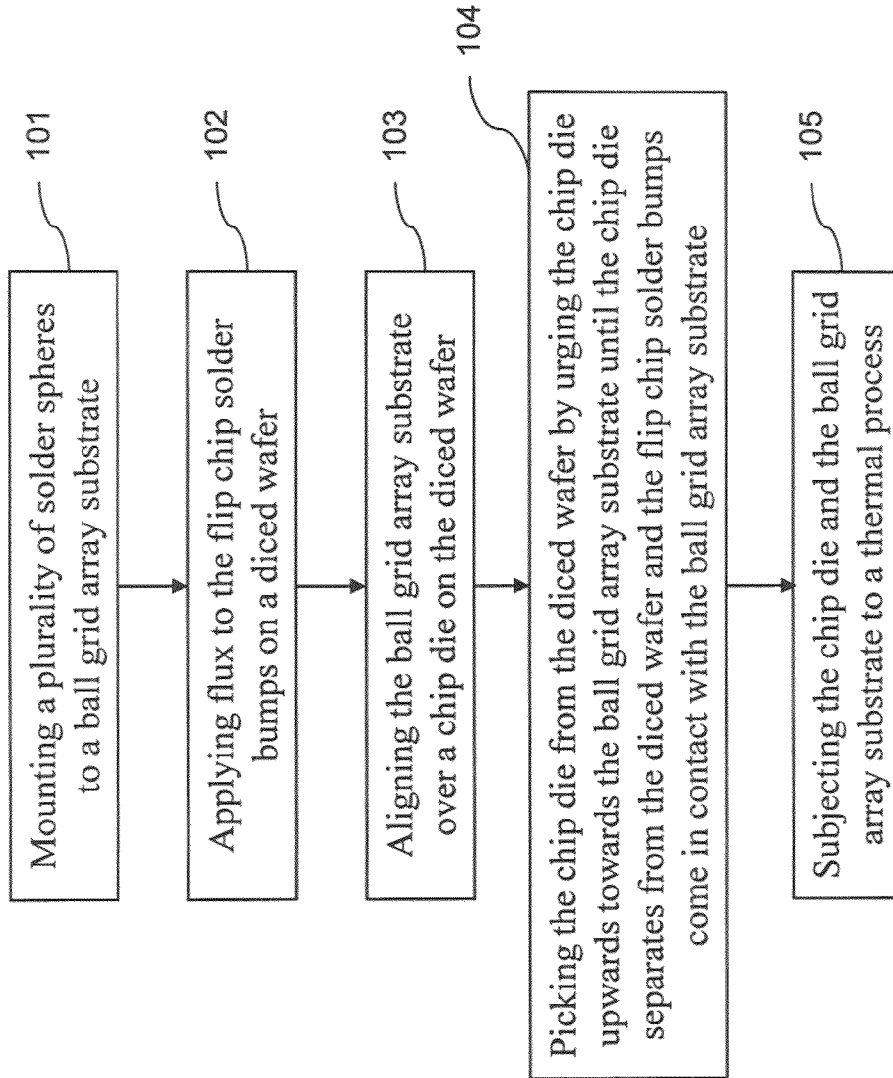 101
Mounting a plurality of solder spheres
to a ball grid array substrate
102
Applying flux to the flip chip solder
bumps on a diced wafer
103
Aligning the ball grid array substrate
over a chip die on the diced wafer
104
Picking the chip die from the diced wafer by urging the chip die
upwards towards the ball grid array substrate until the chip die
separates from the diced wafer and the flip chip solder bumps
come in contact with the ball grid array substrate
105
Subjecting the chip die and the ball grid
array substrate to a thermal process